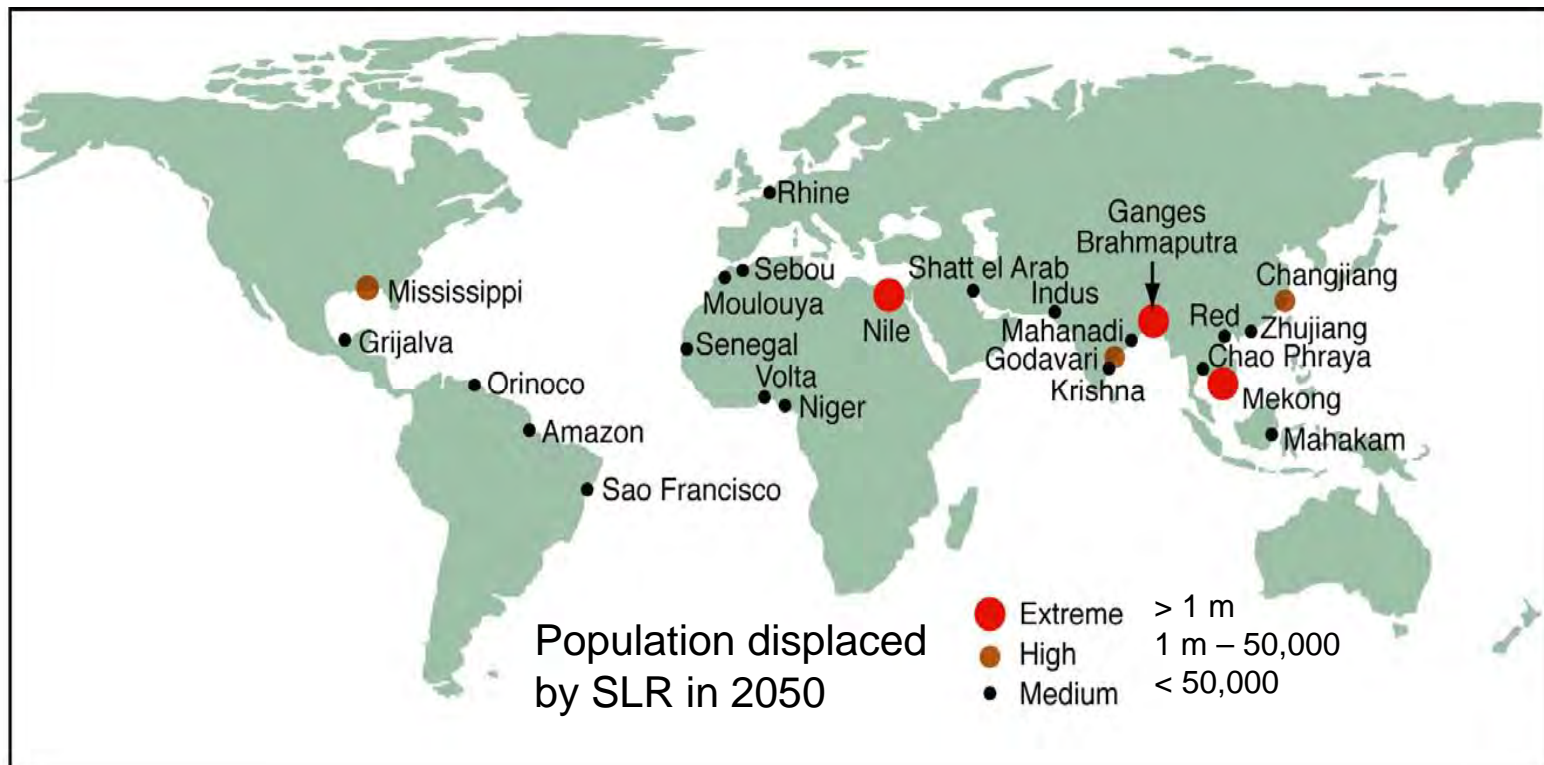 Rhine
Ganges
Brahmaputra
Sebou
Shatt el Arab
Changjiang
Mississippi
Moulouya
Indus
Nile
Mahanadi
Red
Zhujiang
Grijalva
Senegal
Godavari
Chao Phraya
Orinoco
Volta
Krishna
Niger
Mekong
Amazon
Mahakam
Sao Francisco
Population displaced
by SLR in 2050
Extreme > 1 m
High 1 m – 50,000
Medium < 50,000